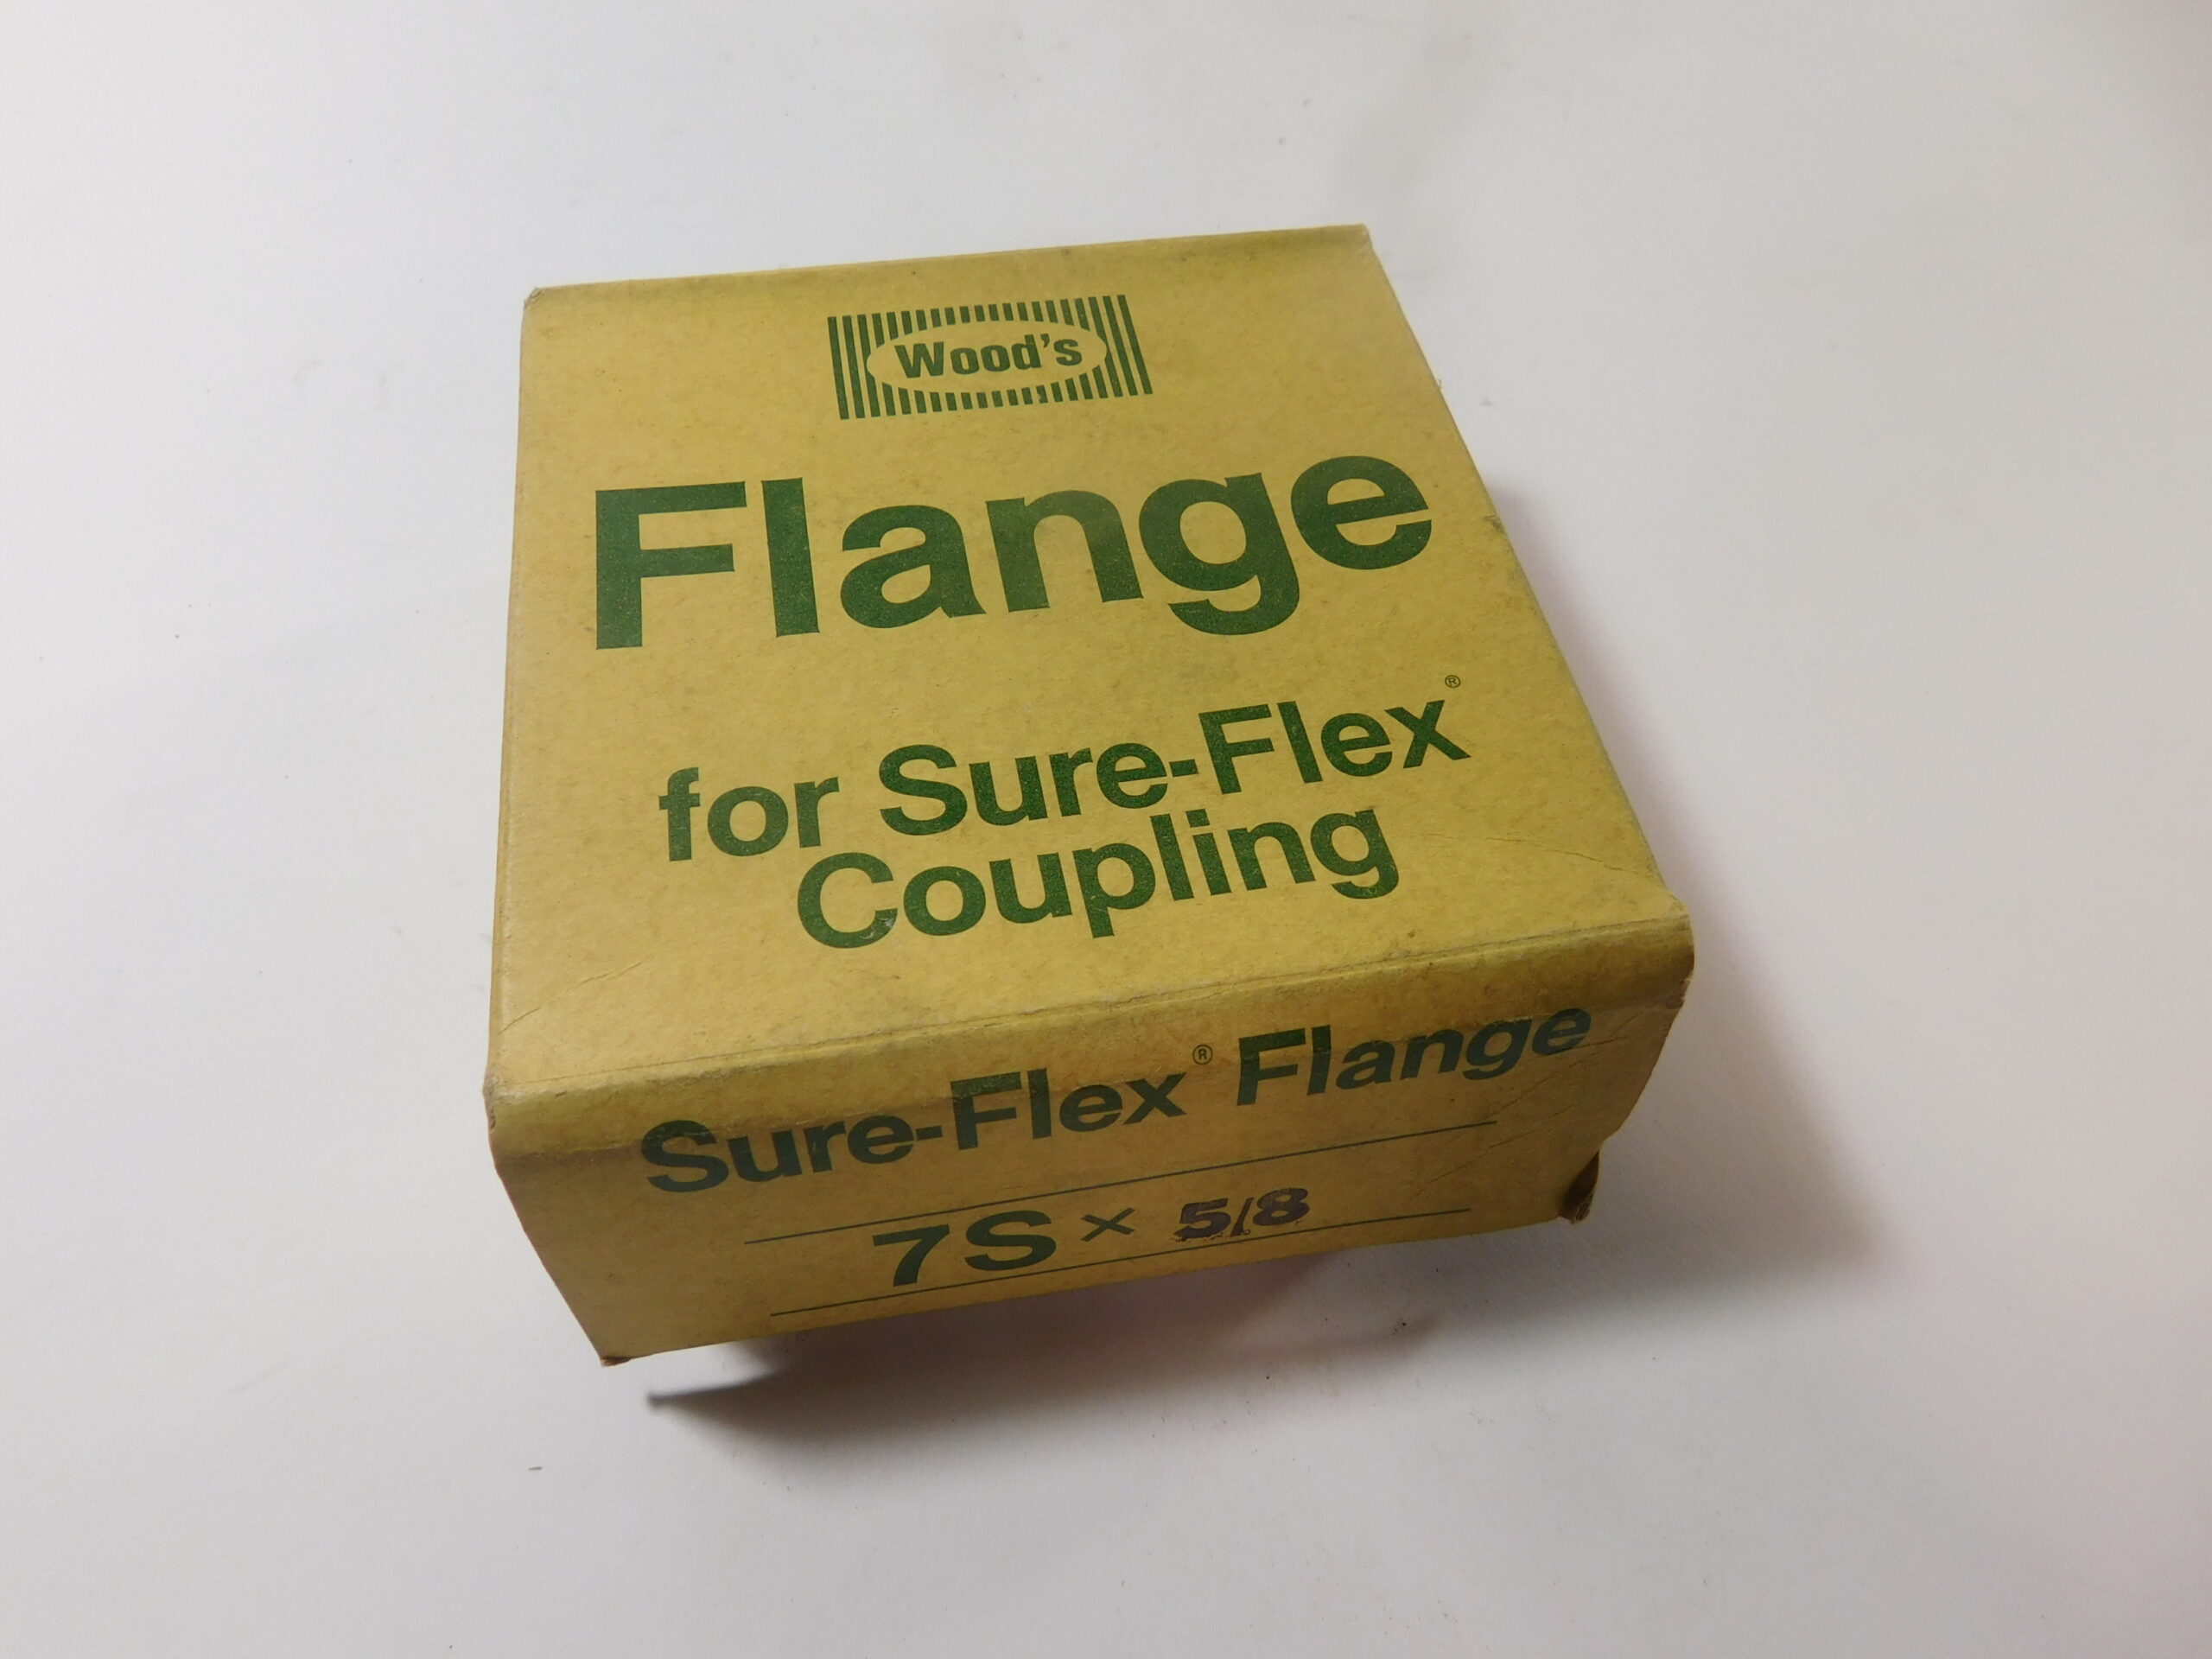 Wood's
Flange
for Sure-Flex®
Coupling
Sure-Flex® Flange
7S × 5/8